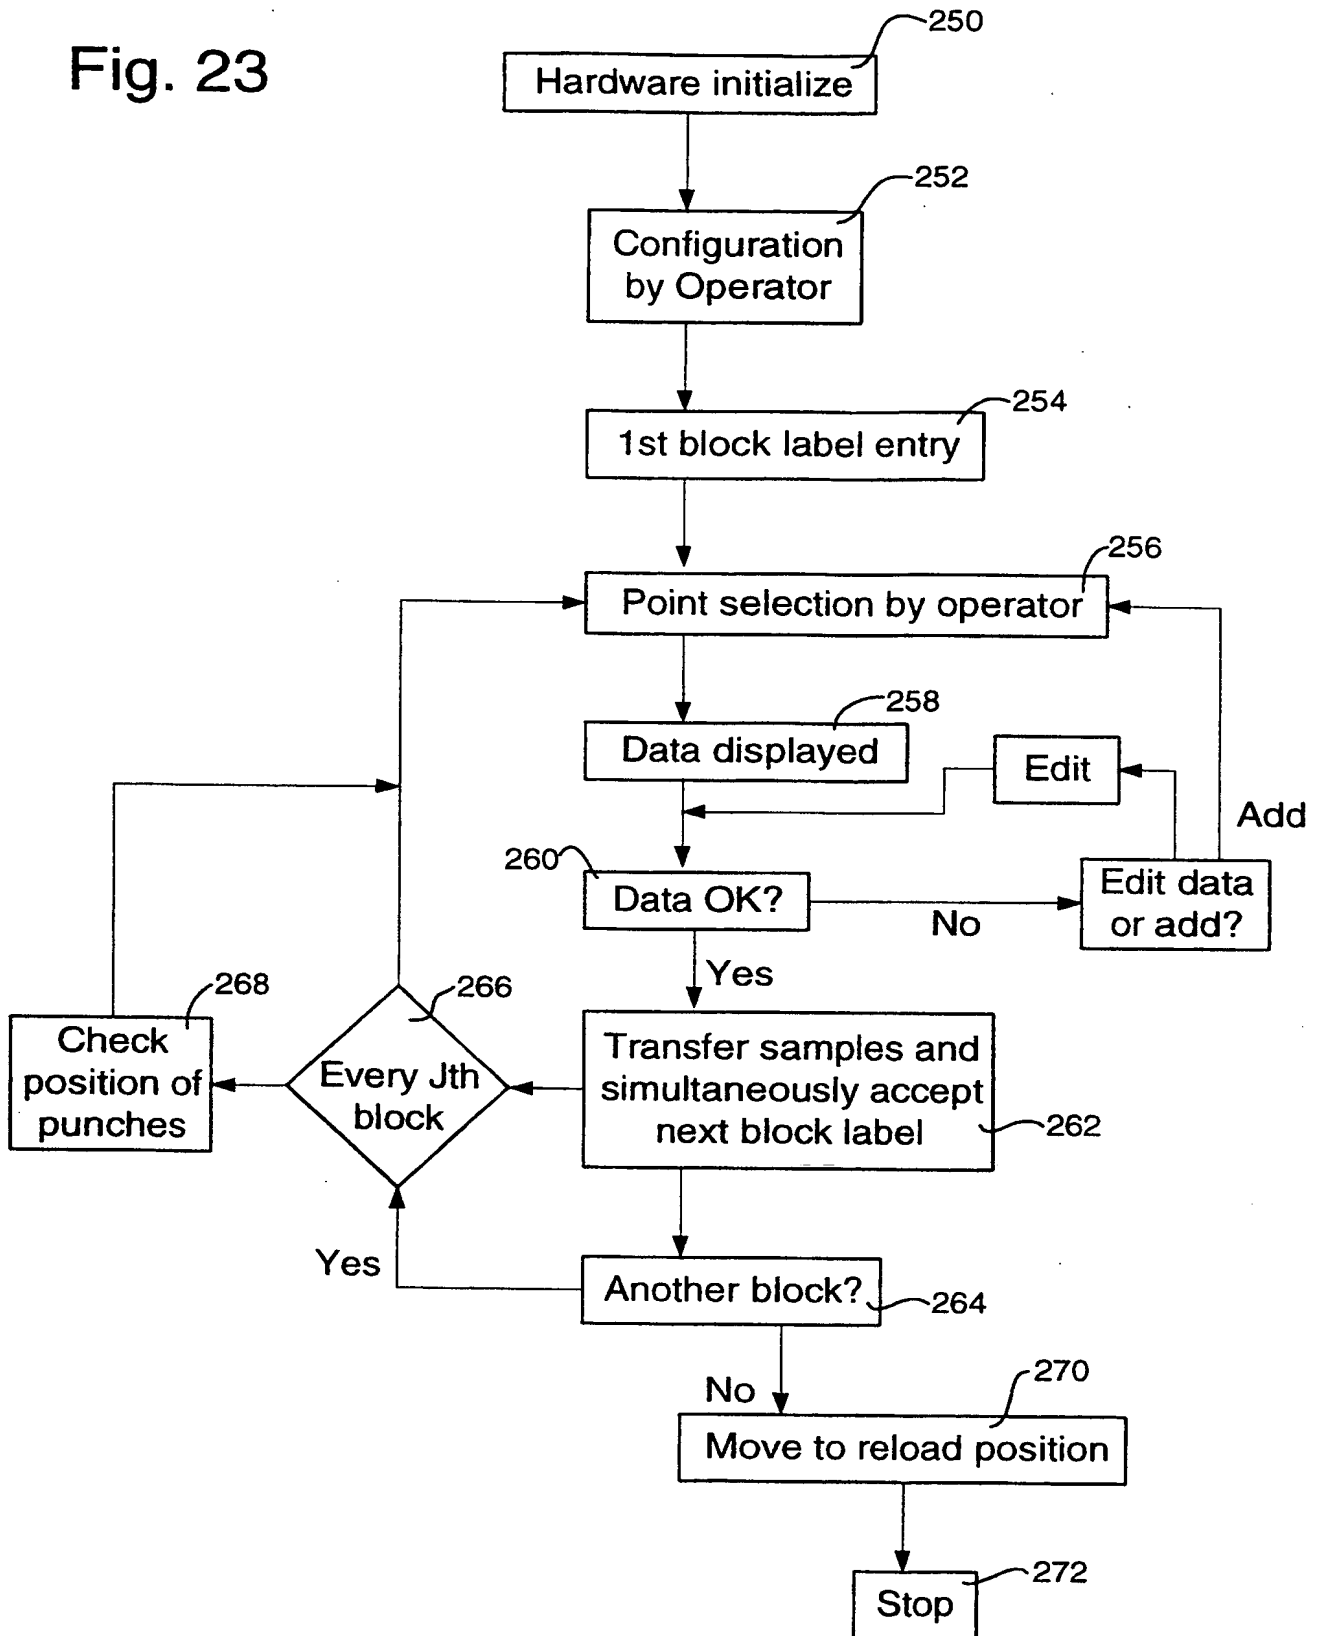 Fig. 23
250
Hardware initialize
252
Configuration
by Operator
254
1st block label entry
256
Point selection by operator
258
Data displayed
Edit
Add
260
Data OK?
No
Edit data
or add?
Yes
268
266
Check
position of
punches
Every Jth
block
Transfer samples and
simultaneously accept
next block label
262
Yes
Another block?
264
No
270
Move to reload position
272
Stop